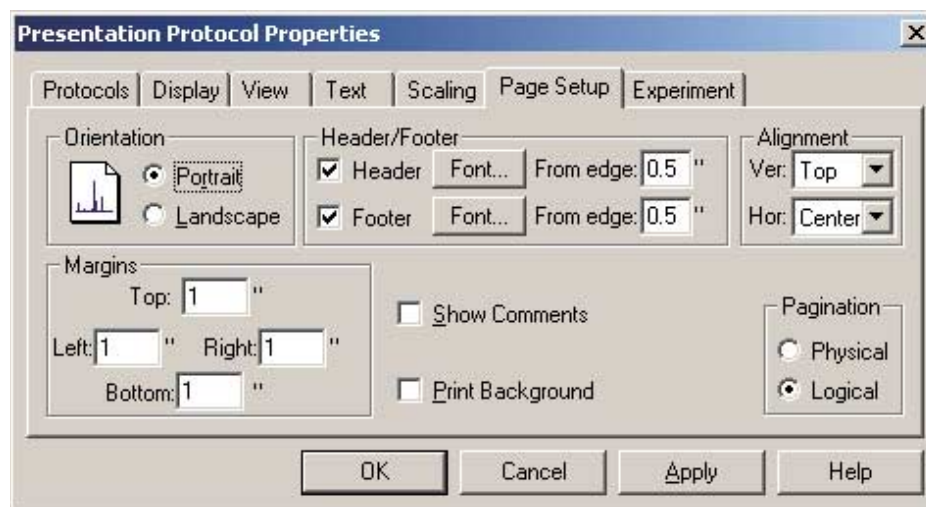 Presentation Protocol Properties
Protocols Display View Text Scaling Page Setup Experiment
Orientation
Portrait
Landscape
Header/Footer
Header Font... From edge: 0.5 "
Footer Font... From edge: 0.5 "
Alignment
Ver: Top
Hor: Center
Margins
Top: 1 "
Left: 1 " Right: 1 "
Bottom: 1 "
Show Comments
Print Background
Pagination
Physical
Logical
OK Cancel Apply Help